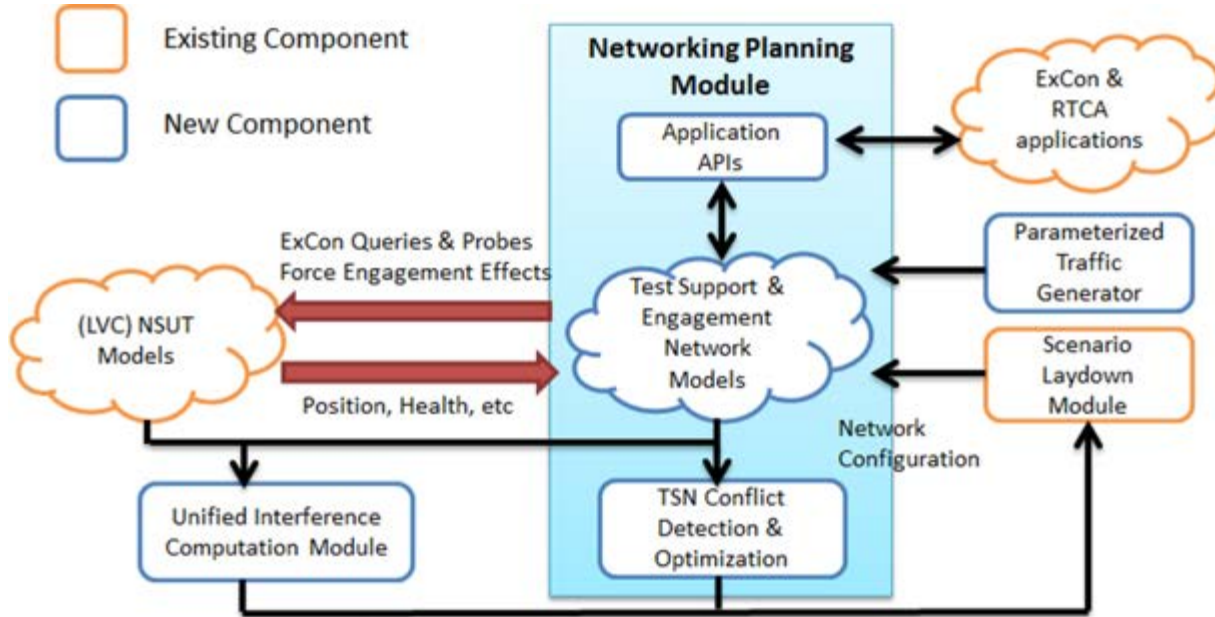 Existing Component
New Component
Networking Planning
Module
Application
APIs
ExCon &
RTCA
applications
ExCon Queries & Probes
Force Engagement Effects
(LVC) NSUT
Models
Position, Health, etc
Test Support &
Engagement
Network
Models
Parameterized
Traffic
Generator
Scenario
Laydown
Module
Network
Configuration
Unified Interference
Computation Module
TSN Conflict
Detection &
Optimization